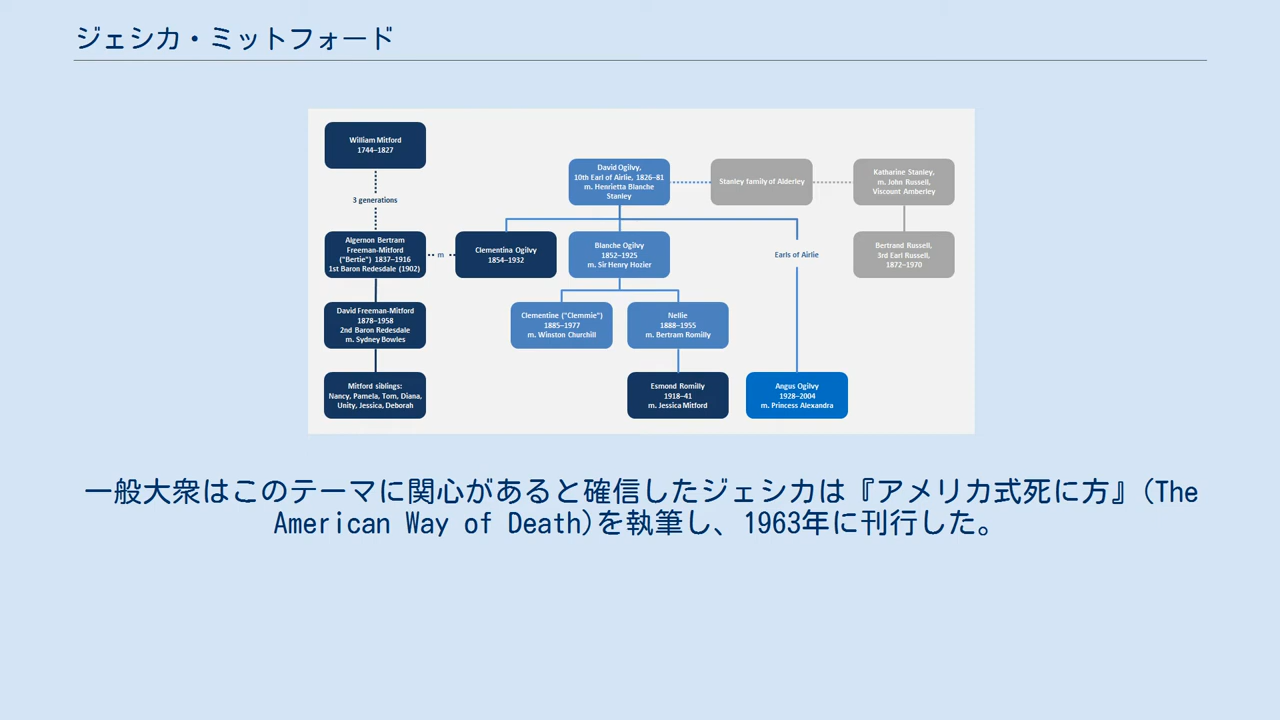 ジェシカ・ミットフォード
William Mitford
1744–1827
3 generations
Algernon Bertram
Freeman-Mitford
("Bertie") 1837–1916
1st Baron Redesdale (1902)
m
Clementina Ogilvy
1854–1932
David Freeman-Mitford
1878–1958
2nd Baron Redesdale
m. Sydney Bowles
Mitford siblings:
Nancy, Pamela, Tom, Diana,
Unity, Jessica, Deborah
David Ogilvy,
10th Earl of Airlie, 1826–81
m. Henrietta Blanche
Stanley
Stanley family of Alderley
Katharine Stanley,
m. John Russell,
Viscount Amberley
Blanche Ogilvy
1852–1925
m. Sir Henry Hozier
Earls of Airlie
Bertrand Russell,
3rd Earl Russell,
1872–1970
Clementine ("Clemmie")
1885–1977
m. Winston Churchill
Nellie
1888–1955
m. Bertram Romilly
Esmond Romilly
1918–41
m. Jessica Mitford
Angus Ogilvy
1928–2004
m. Princess Alexandra
一般大衆はこのテーマに関心があると確信したジェシカは『アメリカ式死に方』(The
American Way of Death)を執筆し、1963年に刊行した。